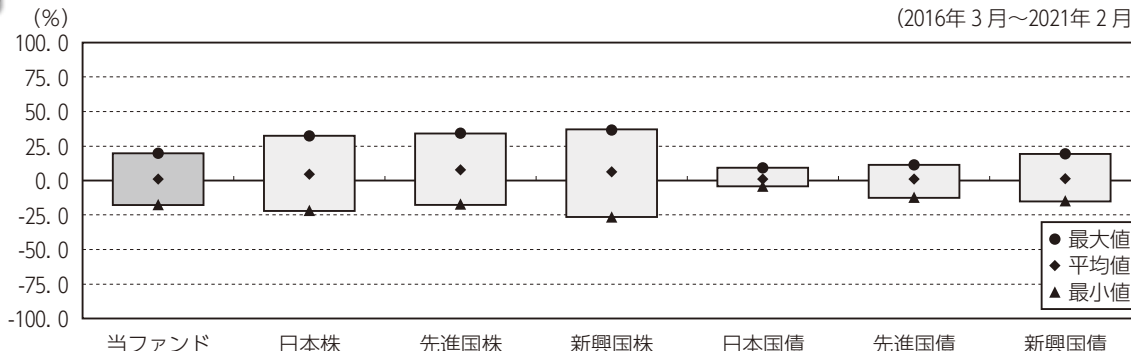 (%)
(2016年3月～2021年2月
100.0
75.0
50.0
25.0
0.0
-25.0
-50.0
-75.0
-100.0
● 最大値
◆ 平均値
▲ 最小値
当ファンド 日本株 先進国株 新興国株 日本国債 先進国債 新興国債